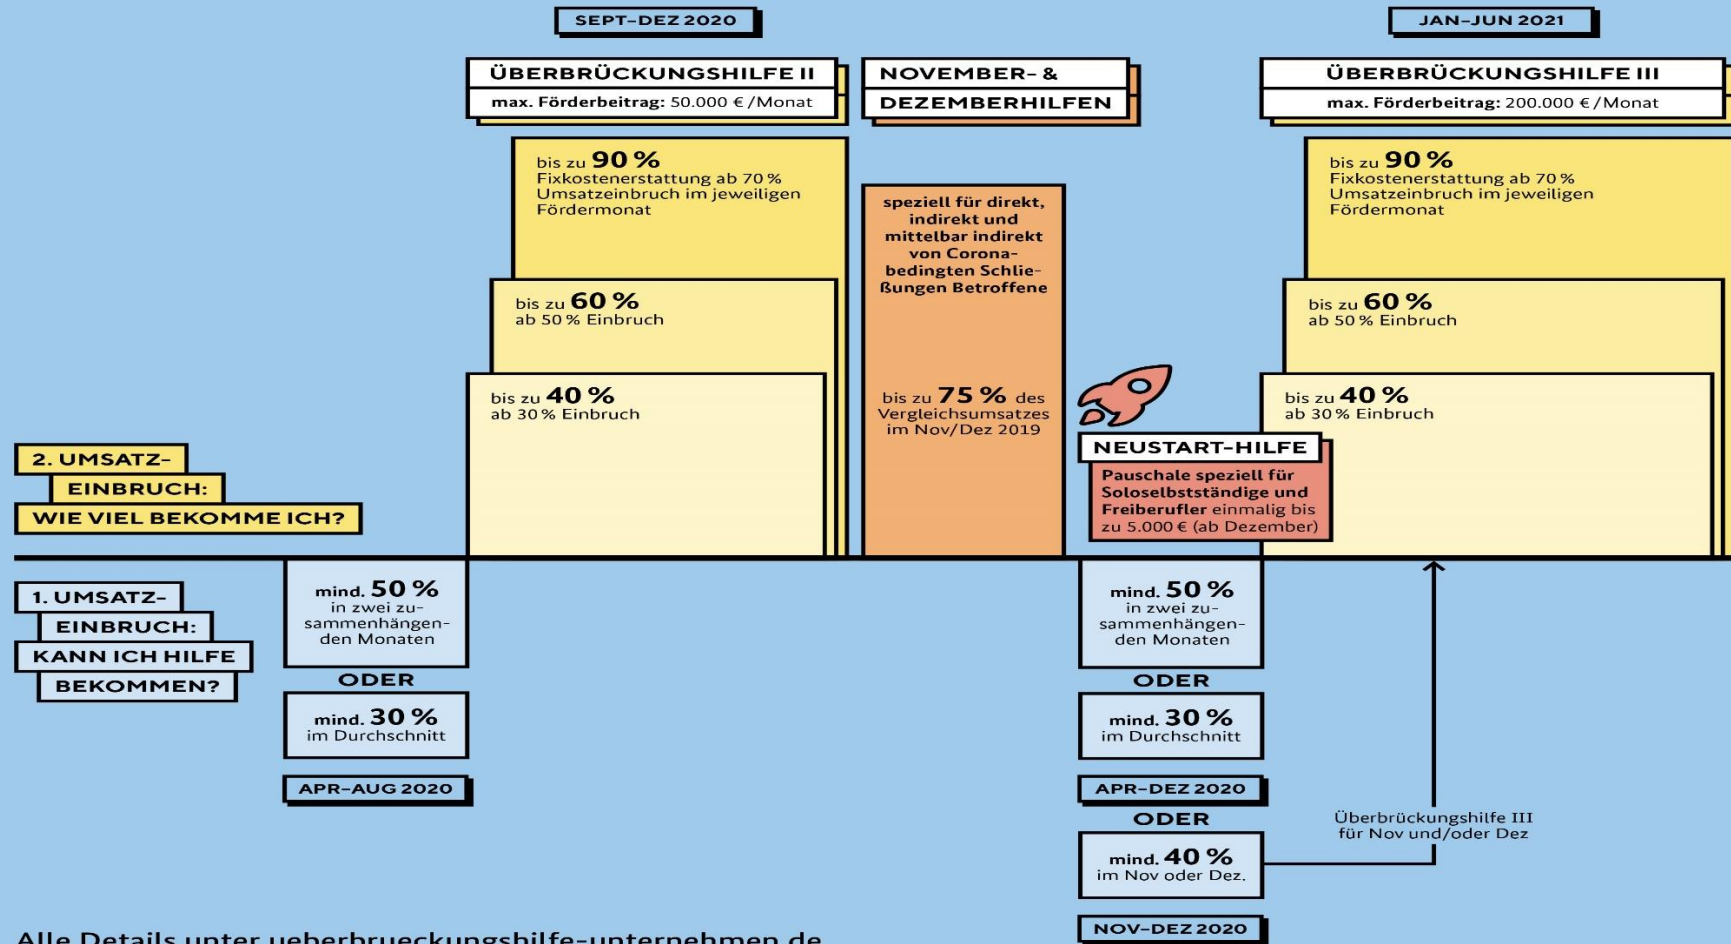 SEPT–DEZ 2020
ÜBERBRÜCKUNGSHILFE II
max. Förderbeitrag: 50.000 €/Monat
bis zu 90 %
Fixkostenerstattung ab 70 %
Umsatzeinbruch im jeweiligen
Fördermonat
bis zu 60 %
ab 50 % Einbruch
bis zu 40 %
ab 30 % Einbruch
NOVEMBER- &
DEZEMBERHILFEN
speziell für direkt,
indirekt und
mittelbar indirekt
von Corona-
bedingten Schlie-
ßungen Betroffene
bis zu 75 % des
Vergleichsumsatzes
im Nov/Dez 2019
NEUSTART-HILFE
Pauschale speziell für
Soloselbstständige und
Freiberufler einmalig bis
zu 5.000 € (ab Dezember)
JAN–JUN 2021
ÜBERBRÜCKUNGSHILFE III
max. Förderbeitrag: 200.000 €/Monat
bis zu 90 %
Fixkostenerstattung ab 70 %
Umsatzeinbruch im jeweiligen
Fördermonat
bis zu 60 %
ab 50 % Einbruch
bis zu 40 %
ab 30 % Einbruch
2. UMSATZ-
EINBRUCH:
WIE VIEL BEKOMME ICH?
1. UMSATZ-
EINBRUCH:
KANN ICH HILFE
BEKOMMEN?
mind. 50 %
in zwei zu-
sammenhängen-
den Monaten
ODER
mind. 30 %
im Durchschnitt
APR–AUG 2020
mind. 50 %
in zwei zu-
sammenhängen-
den Monaten
ODER
mind. 30 %
im Durchschnitt
APR–DEZ 2020
ODER
mind. 40 %
im Nov oder Dez.
NOV–DEZ 2020
Überbrückungshilfe III
für Nov und/oder Dez
Alle Details unter ueberbrueckungshilfe-unternehmen.de